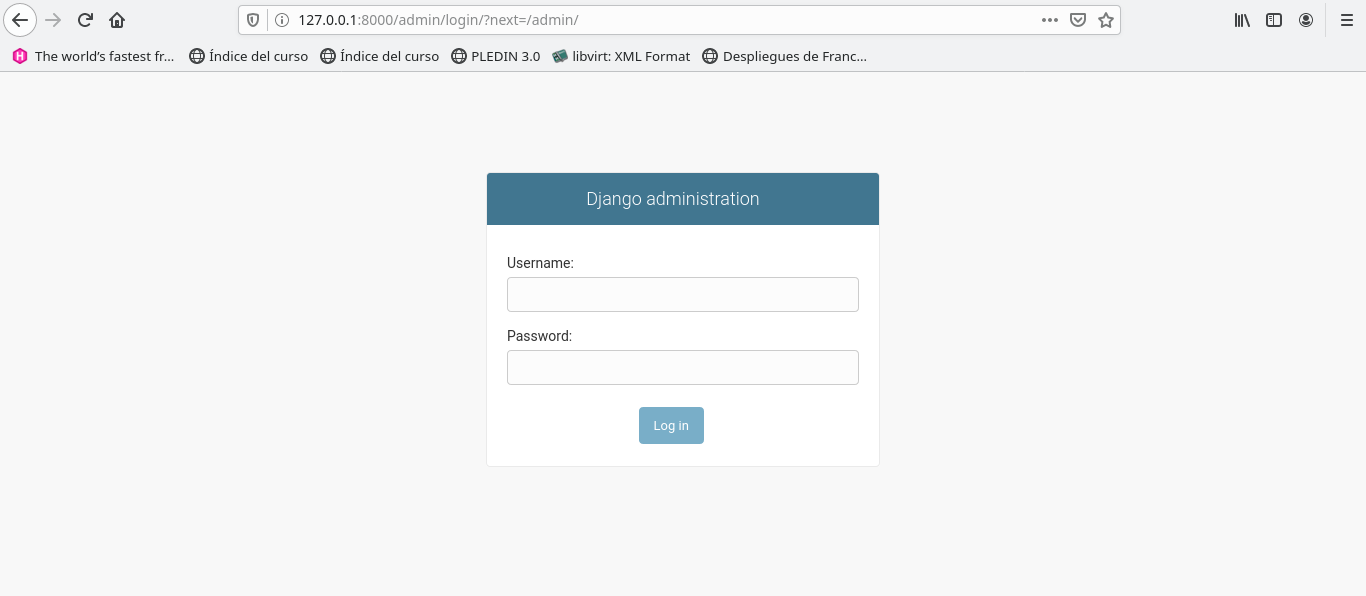 127.0.0.1:8000/admin/login/?next=/admin/
The world's fastest fr... Índice del curso Índice del curso PLEDIN 3.0 libvirt: XML Format Despliegues de Franc...
Django administration
Username:
Password:
Log in